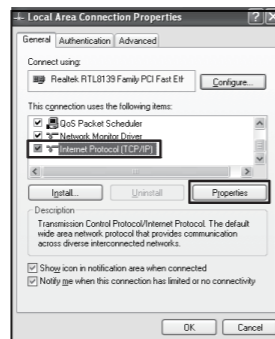 Local Area Connection Properties
General Authentication Advanced
Connect using:
Realtek RTL8139 Family PCI Fast Eth
Configure...
This connection uses the following items:
QoS Packet Scheduler
Network Monitor Driver
Internet Protocol (TCP/IP)
Install... Uninstall Properties
Description
Transmission Control Protocol/Internet Protocol. The default
wide area network protocol that provides communication
across diverse interconnected networks.
Show icon in notification area when connected
Notify me when this connection has limited or no connectivity
OK Cancel